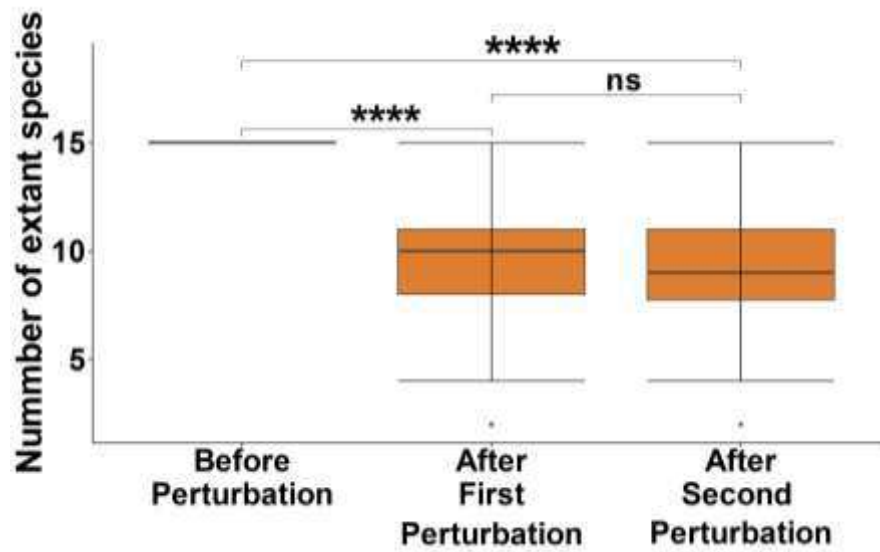 Nummber of extant species
****
ns
****
15
10
5
Before
Perturbation
After
First
Perturbation
After
Second
Perturbation